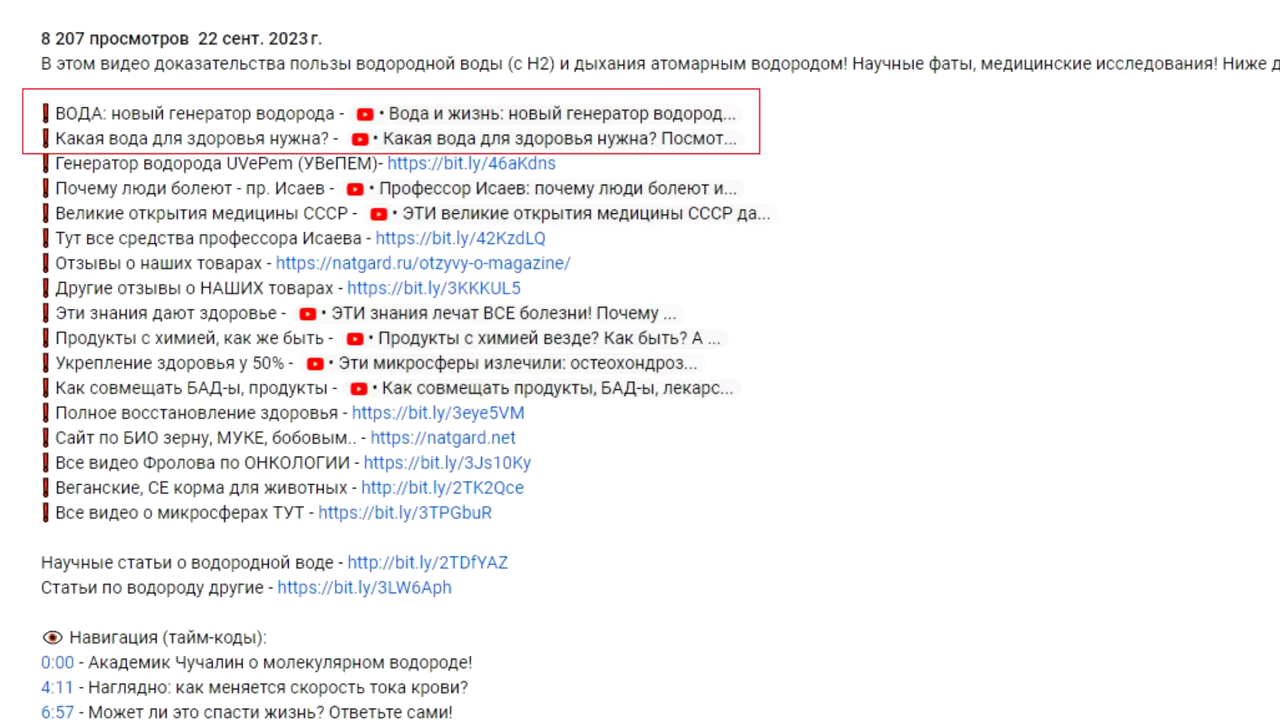 8 207 просмотров 22 сент. 2023 г.
В этом видео доказательства пользы водородной воды (с H2) и дыхания атомарным водородом! Научные фаты, медицинские исследования! Ниже д
❗ВОДА: новый генератор водорода - • Вода и жизнь: новый генератор водород...
❗Какая вода для здоровья нужна? - • Какая вода для здоровья нужна? Посмот...
❗Генератор водорода UVePem (УВеПЕМ)- https://bit.ly/46aKdns
❗Почему люди болеют - пр. Исаев - • Профессор Исаев: почему люди болеют и...
❗Великие открытия медицины СССР - • ЭТИ великие открытия медицины СССР да...
❗Тут все средства профессора Исаева - https://bit.ly/42KzdLQ
❗Отзывы о наших товарах - https://natgard.ru/otzyvy-o-magazine/
❗Другие отзывы о НАШИХ товарах - https://bit.ly/3KKKUL5
❗Эти знания дают здоровье - • ЭТИ знания лечат ВСЕ болезни! Почему ...
❗Продукты с химией, как же быть - • Продукты с химией везде? Как быть? А ...
❗Укрепление здоровья у 50% - • Эти микросферы излечили: остеохондроз...
❗Как совмещать БАД-ы, продукты - • Как совмещать продукты, БАД-ы, лекарс...
❗Полное восстановление здоровья - https://bit.ly/3eye5VM
❗Сайт по БИО зерну, МУКЕ, бобовым.. - https://natgard.net
❗Все видео Фролова по ОНКОЛОГИИ - https://bit.ly/3Js10Ky
❗Веганские, СЕ корма для животных - http://bit.ly/2TK2Qce
❗Все видео о микросферах ТУТ - https://bit.ly/3TPGbuR
Научные статьи о водородной воде - http://bit.ly/2TDfYAZ
Статьи по водороду другие - https://bit.ly/3LW6Aph
👁 Навигация (тайм-коды):
0:00 - Академик Чучалин о молекулярном водороде!
4:11 - Наглядно: как меняется скорость тока крови?
6:57 - Может ли это спасти жизнь? Ответьте сами!